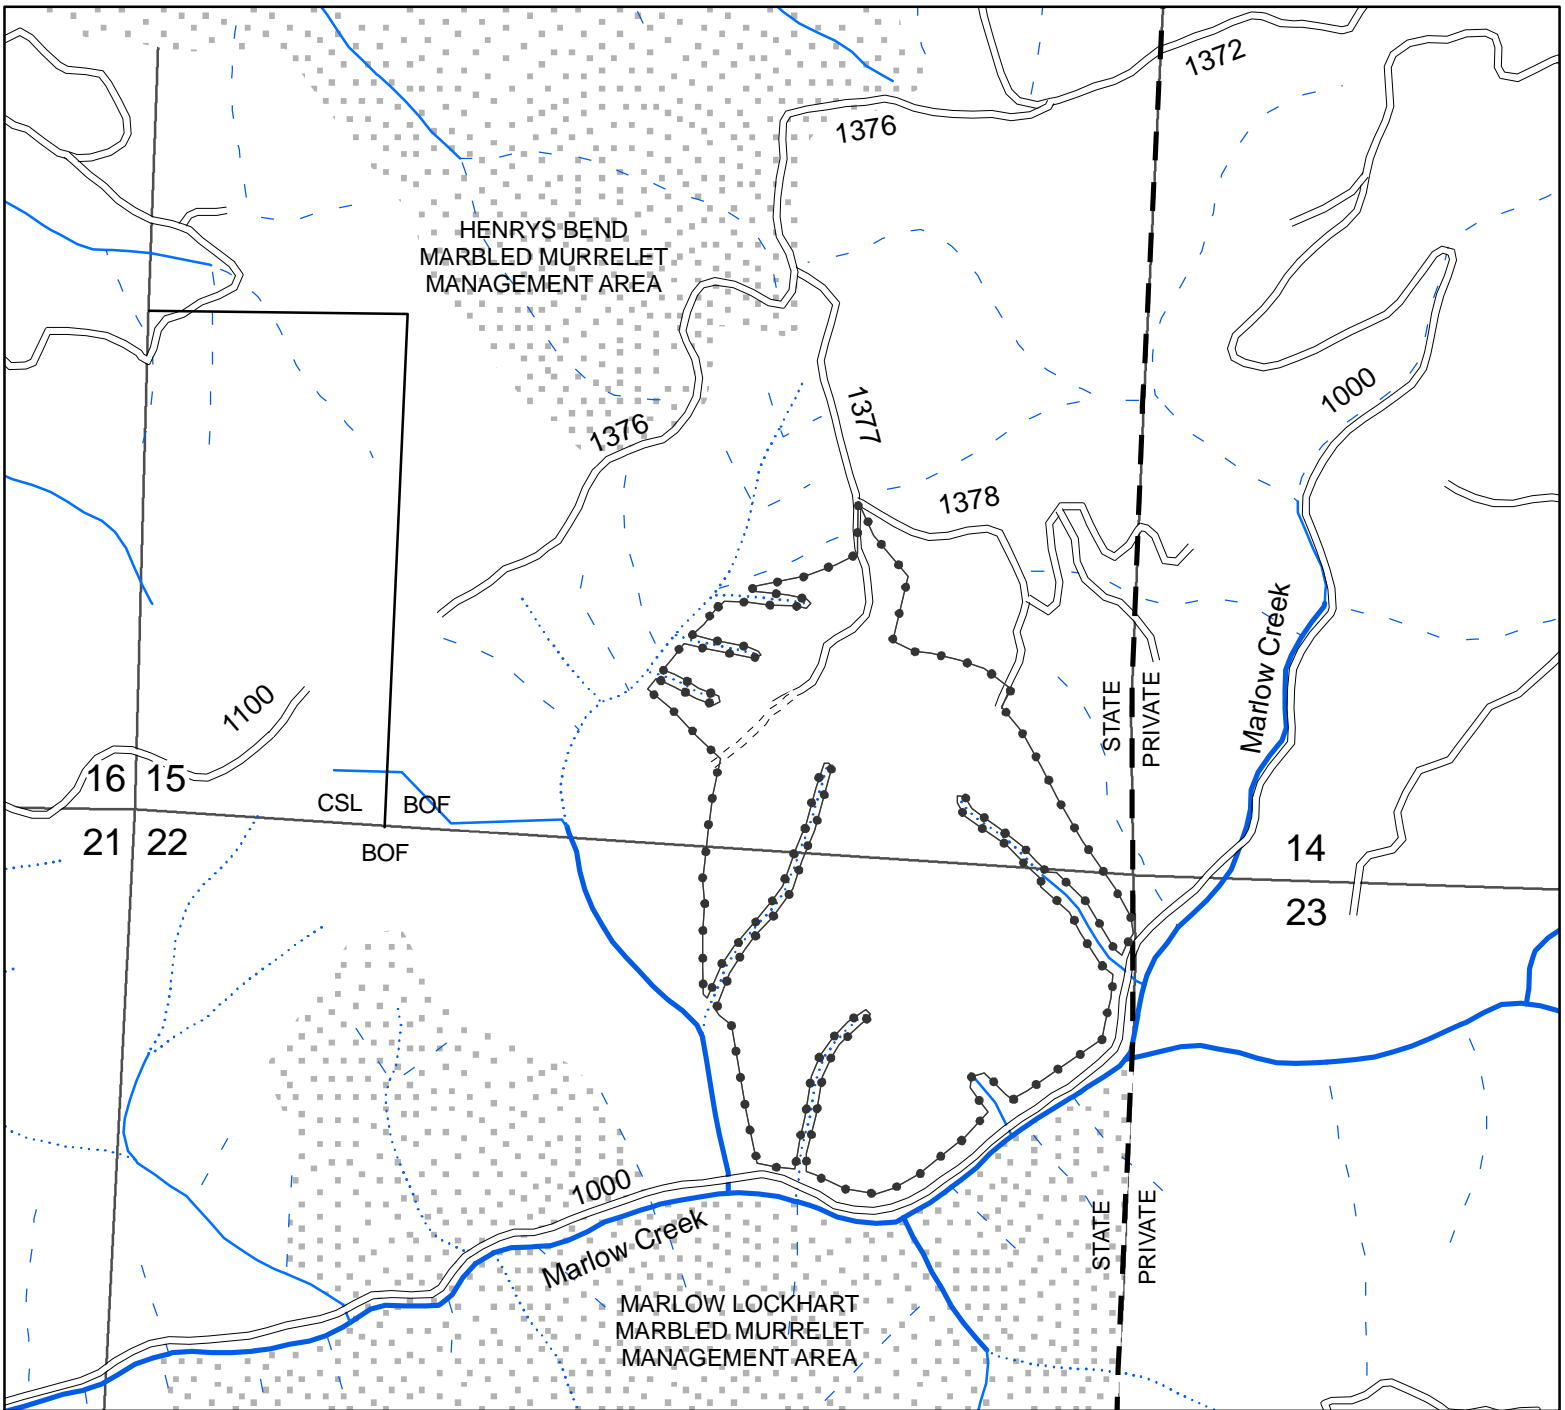 1372
1376
HENRYS BEND
MARBLED MURRELET
MANAGEMENT AREA
1000
1377
1376
1378
Marlow Creek
STATE
PRIVATE
1100
16 15
CSL BOF
21 22
BOF
14
23
1000
Marlow Creek
STATE
PRIVATE
MARLOW LOCKHART
MARBLED MURRELET
MANAGEMENT AREA